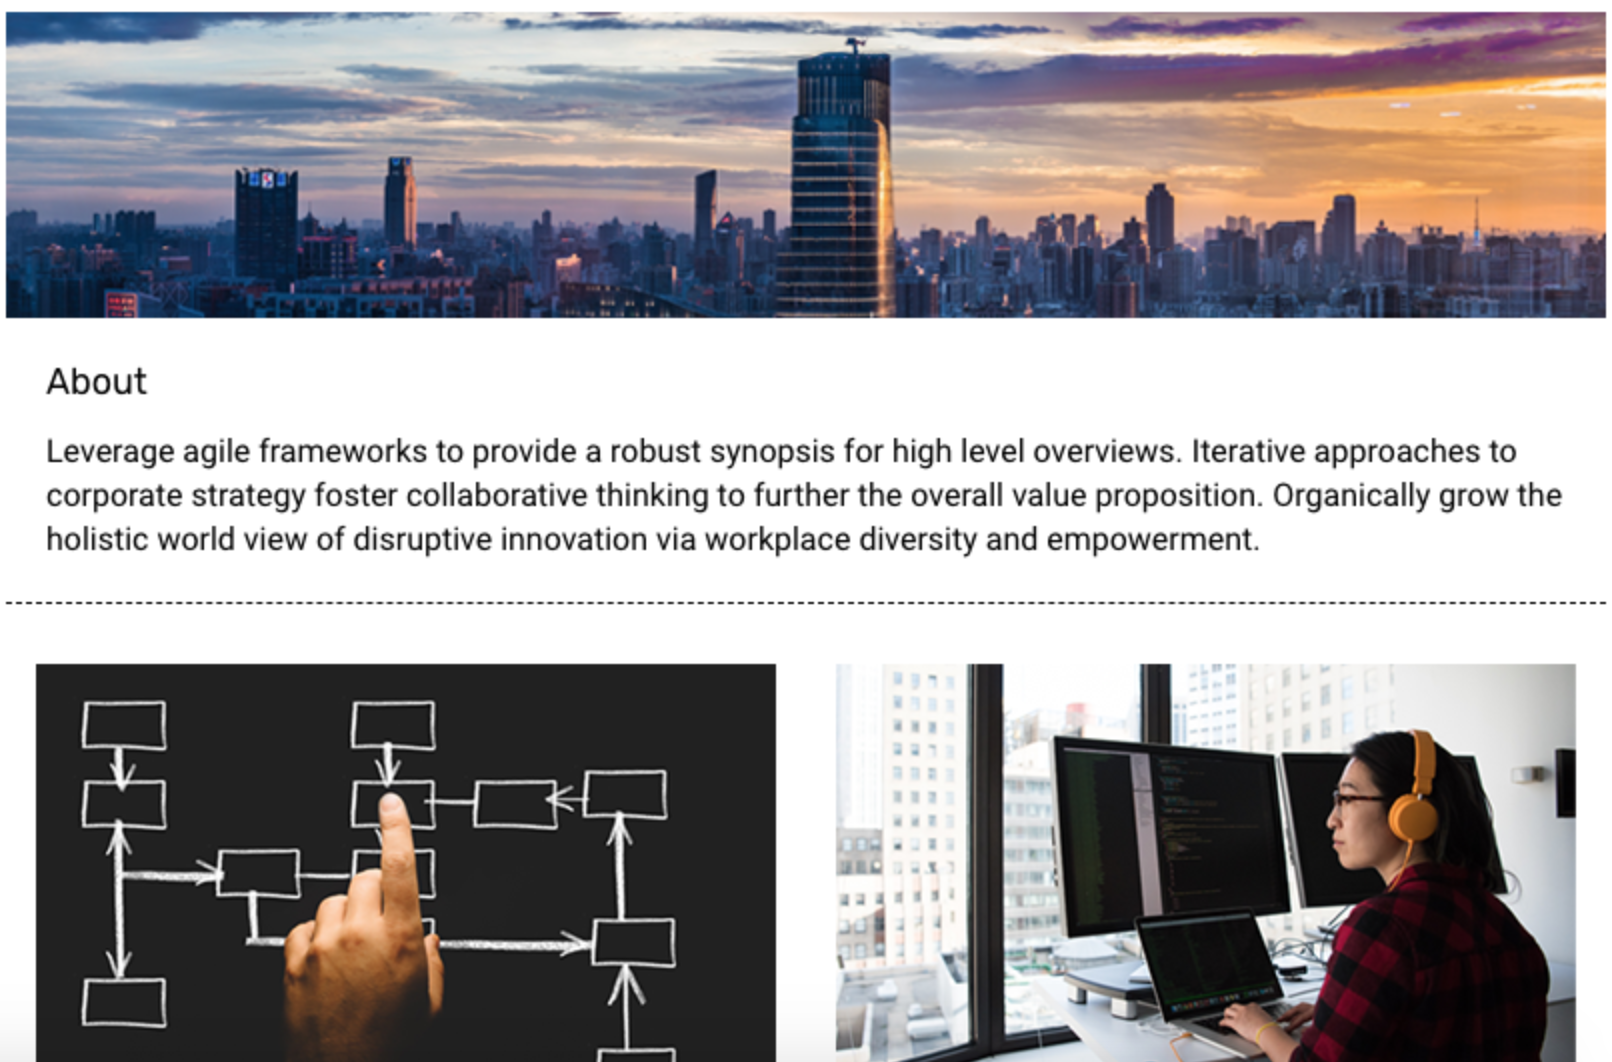 About
Leverage agile frameworks to provide a robust synopsis for high level overviews. Iterative approaches to
corporate strategy foster collaborative thinking to further the overall value proposition. Organically grow the
holistic world view of disruptive innovation via workplace diversity and empowerment.